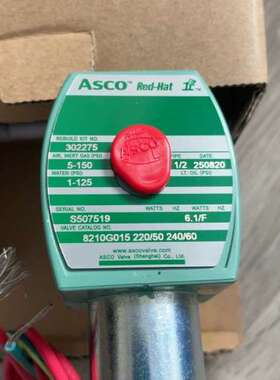 ASCO™ Red-Hat II
REBUILD KIT NO.
302275
AIR, INERT GAS (PSI) PIPE DATE
5-150 1/2 250820
WATER (PSI) LT. OIL (PSI)
1-125
ASCO
SERIAL NO. WATTS HZ WATTS HZ
S507519 6.1/F
VALVE CATALOG NO.
8210G015 220/50 240/60
www.ascovalve.com
ASCO Valve (Shanghai) Co., Ltd.